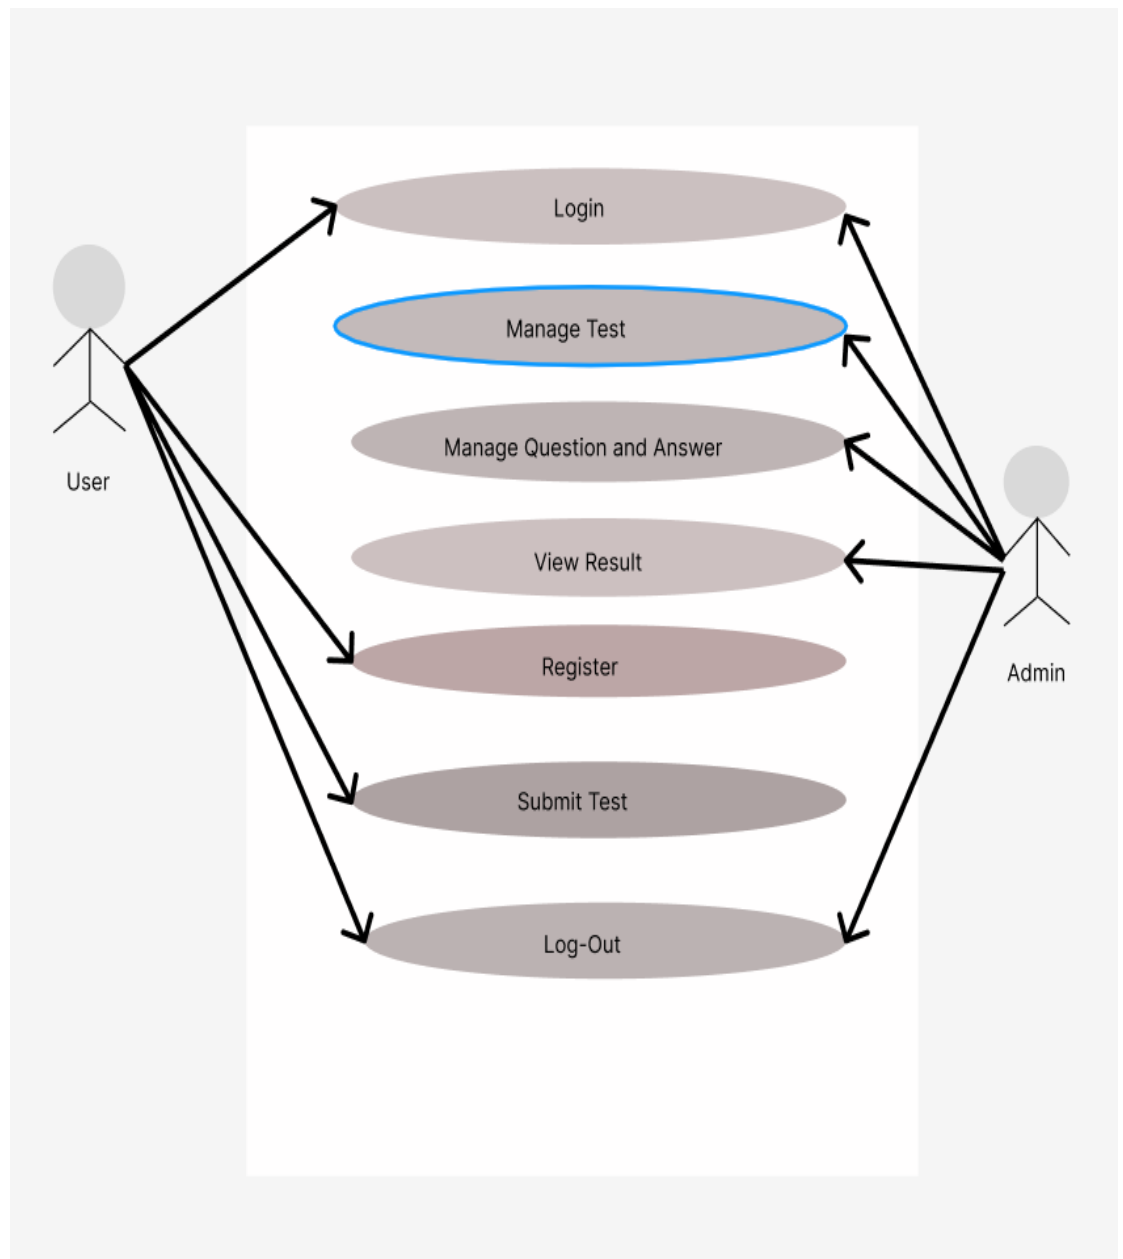 Login
Manage Test
Manage Question and Answer
User
View Result
Register
Admin
Submit Test
Log-Out